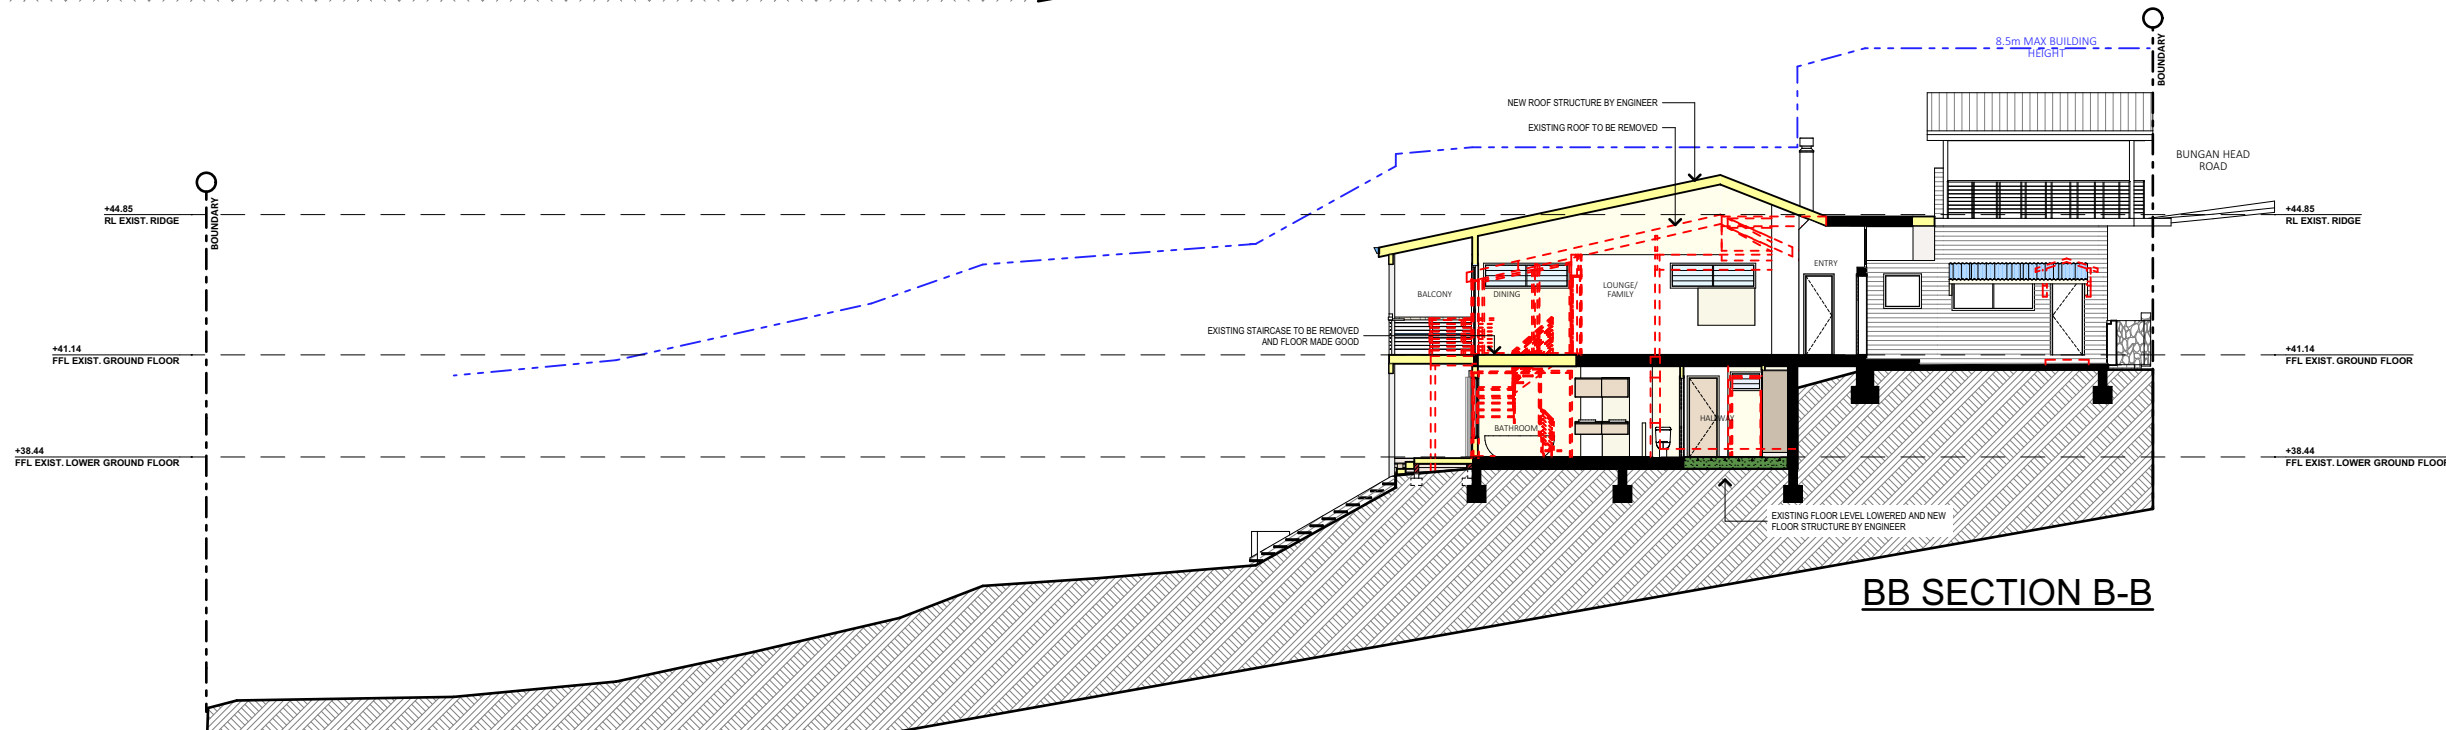 8.5m MAX BUILDING
HEIGHT
BOUNDARY
NEW ROOF STRUCTURE BY ENGINEER
EXISTING ROOF TO BE REMOVED
BUNGAN HEAD
ROAD
BOUNDARY
+44.85
RL EXIST. RIDGE
+44.85
RL EXIST. RIDGE
ENTRY
BALCONY
DINING
LOUNGE/
FAMILY
EXISTING STAIRCASE TO BE REMOVED
AND FLOOR MADE GOOD
+41.14
FFL EXIST. GROUND FLOOR
+41.14
FFL EXIST. GROUND FLOOR
BATHROOM
HALLWAY
+38.44
FFL EXIST. LOWER GROUND FLOOR
+38.44
FFL EXIST. LOWER GROUND FLOOR
EXISTING FLOOR LEVEL LOWERED AND NEW
FLOOR STRUCTURE BY ENGINEER
BB SECTION B-B